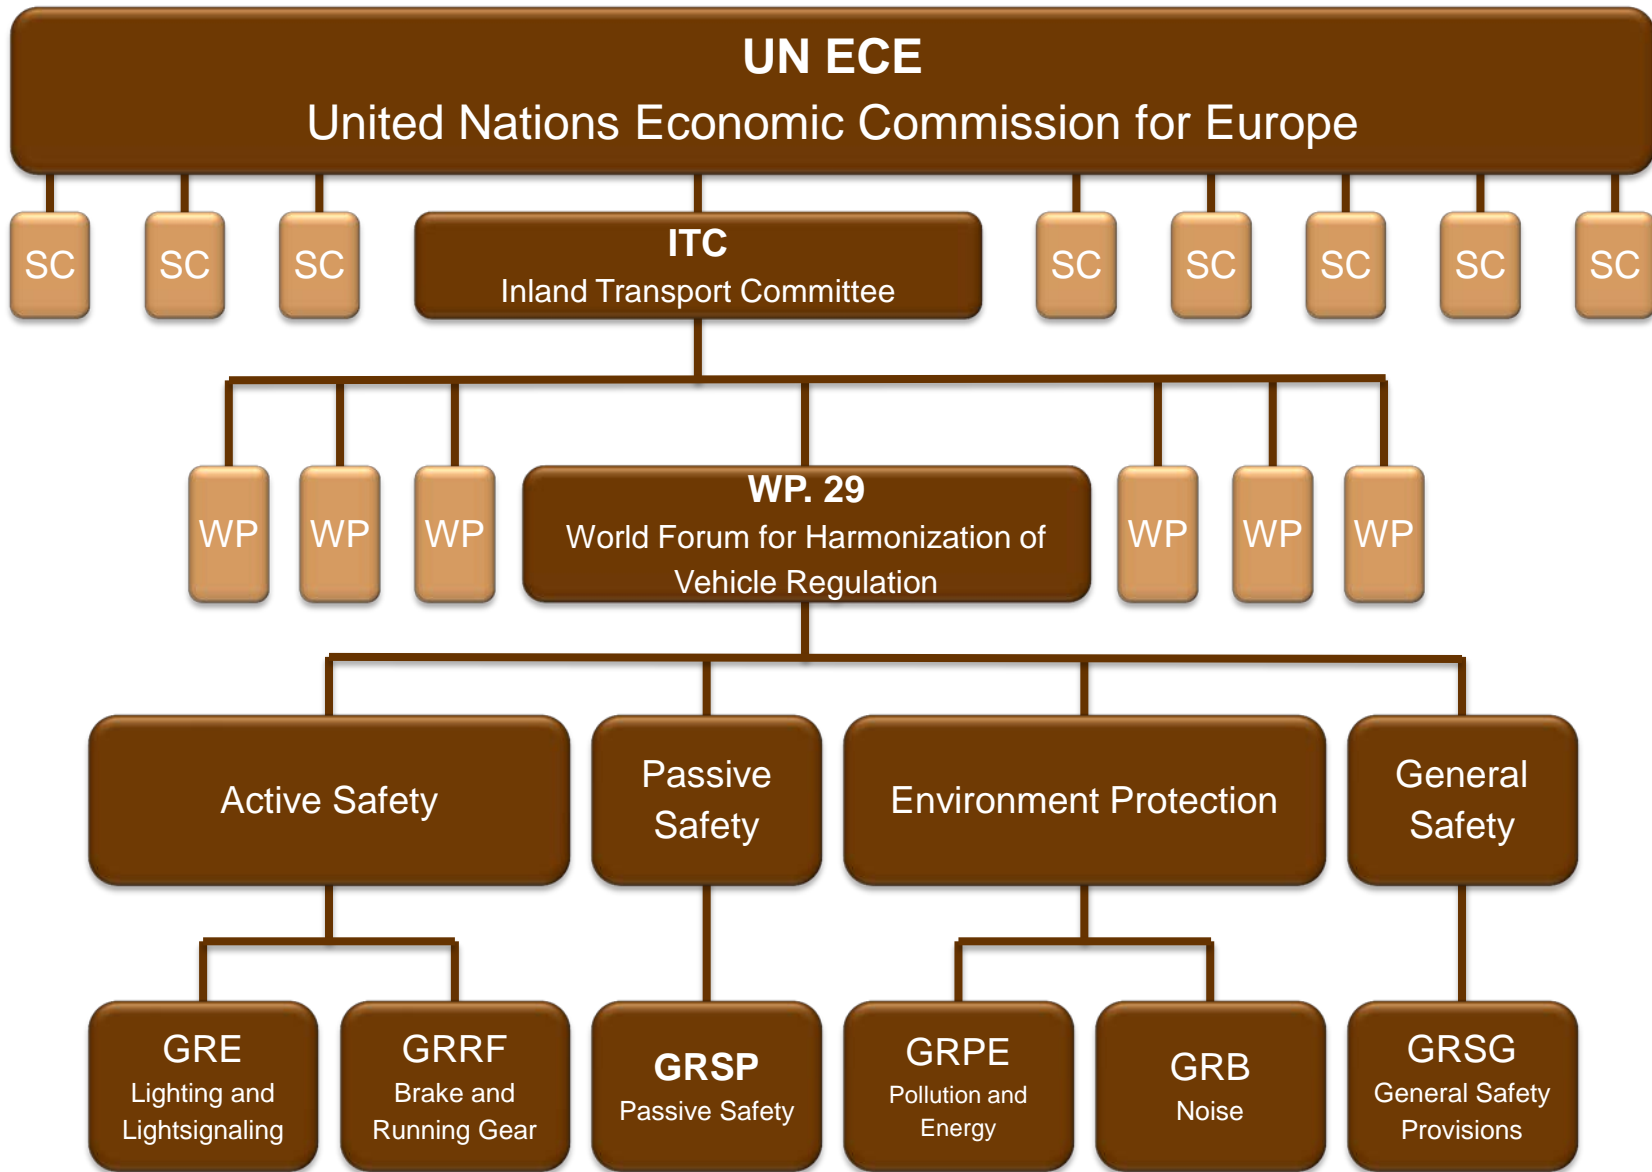 UN ECE
United Nations Economic Commission for Europe
SC
SC
SC
ITC
Inland Transport Committee
SC
SC
SC
SC
SC
WP
WP
WP
WP. 29
World Forum for Harmonization of
Vehicle Regulation
WP
WP
WP
Active Safety
Passive
Safety
Environment Protection
General
Safety
GRE
Lighting and
Lightsignaling
GRRF
Brake and
Running Gear
GRSP
Passive Safety
GRPE
Pollution and
Energy
GRB
Noise
GRSG
General Safety
Provisions